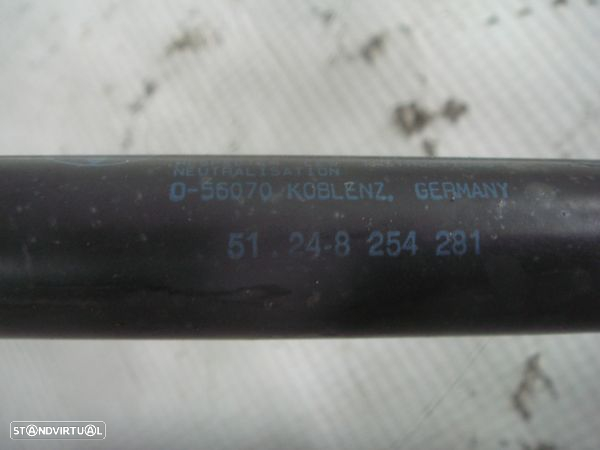 NEUTRALISATION
D-56070 KOBLENZ, GERMANY
51.24-8 254 281
STANDVIRTUAL